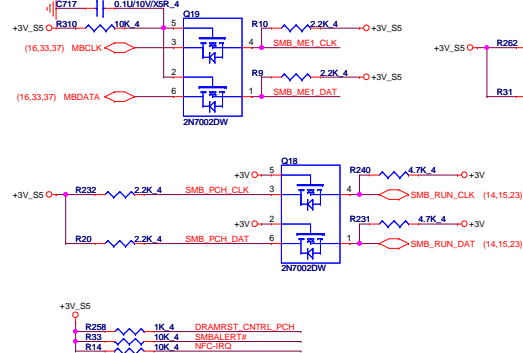 C717 0.1U/10V/X5R_4
Q19
+3V_S5 R310 10K_4 5 R10 2.2K_4 +3V_S5
(16,33,37) MBCLK 3 4 SMB_ME1_CLK
+3V_S5 R262
2 R9 2.2K_4 +3V_S5
(16,33,37) MBDATA 6 1 SMB_ME1_DAT
R31
2N7002DW
Q18
+3V 5 R240 4.7K_4 +3V
+3V_S5 R232 2.2K_4 SMB_PCH_CLK 3 4 SMB_RUN_CLK (14,15,23)
+3V 2 R231 4.7K_4 +3V
R20 2.2K_4 SMB_PCH_DAT 6 1 SMB_RUN_DAT (14,15,23)
2N7002DW
+3V_S5
R258 1K_4 DRAMRST_CNTRL_PCH
R33 10K_4 SMBALERT#
R14 10K_4 NFC-IRQ